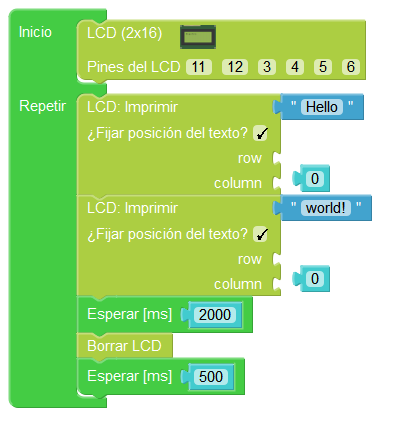 Inicio
LCD (2x16)
Pines del LCD 11 12 3 4 5 6
Repetir
LCD: Imprimir " Hello "
¿Fijar posición del texto? ✓
row
column 0
LCD: Imprimir " world! "
¿Fijar posición del texto? ✓
row
column 0
Esperar [ms] 2000
Borrar LCD
Esperar [ms] 500